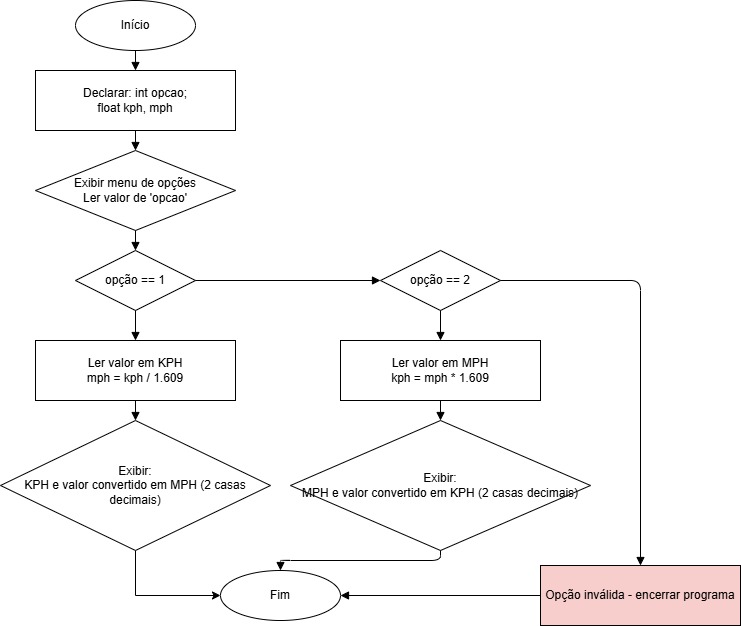 Início
Declarar: int opcao;
float kph, mph
Exibir menu de opções
Ler valor de 'opcao'
opção == 1
opção == 2
Ler valor em KPH
mph = kph / 1.609
Ler valor em MPH
kph = mph * 1.609
Exibir:
KPH e valor convertido em MPH (2 casas
decimais)
Exibir:
MPH e valor convertido em KPH (2 casas decimais)
Fim
Opção inválida - encerrar programa